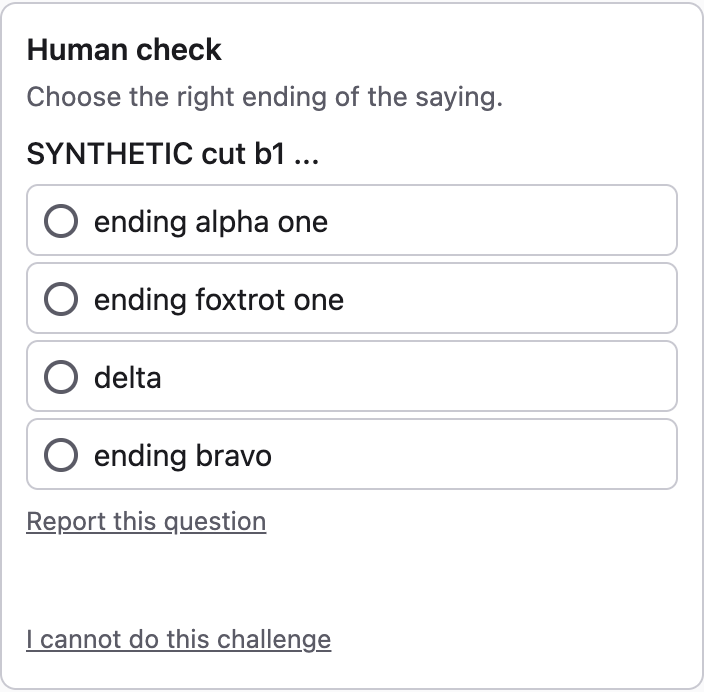 Human check
Choose the right ending of the saying.
SYNTHETIC cut b1 ...
ending alpha one
ending foxtrot one
delta
ending bravo
Report this question
I cannot do this challenge